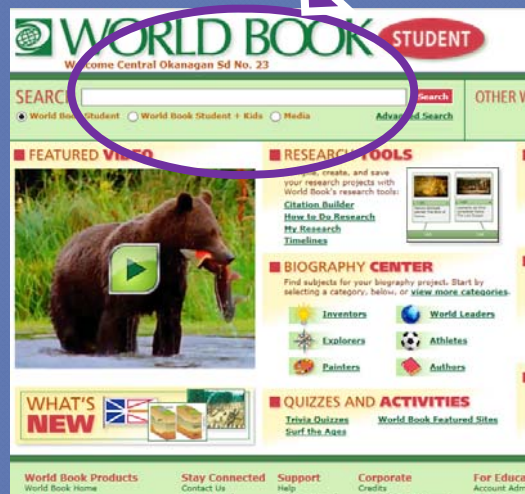 WORLD BOOK STUDENT
Welcome Central Okanagan Sd No. 23
SEARCH Search OTHER W
World Book Student World Book Student + Kids Media Advanced Search
FEATURED VIDEO
RESEARCH TOOLS
create, and save
your research projects with
World Book's research tools:
Citation Builder
How to Do Research
My Research
Timelines
BIOGRAPHY CENTER
Find subjects for your biography project. Start by
selecting a category, below, or view more categories.
Inventors World Leaders
Explorers Athletes
Painters Authors
WHAT'S
NEW
QUIZZES AND ACTIVITIES
Trivia Quizzes World Book Featured Sites
Surf the Ages
World Book Products Stay Connected Support Corporate For Educa
World Book Home Contact Us Help Credits Account Adm